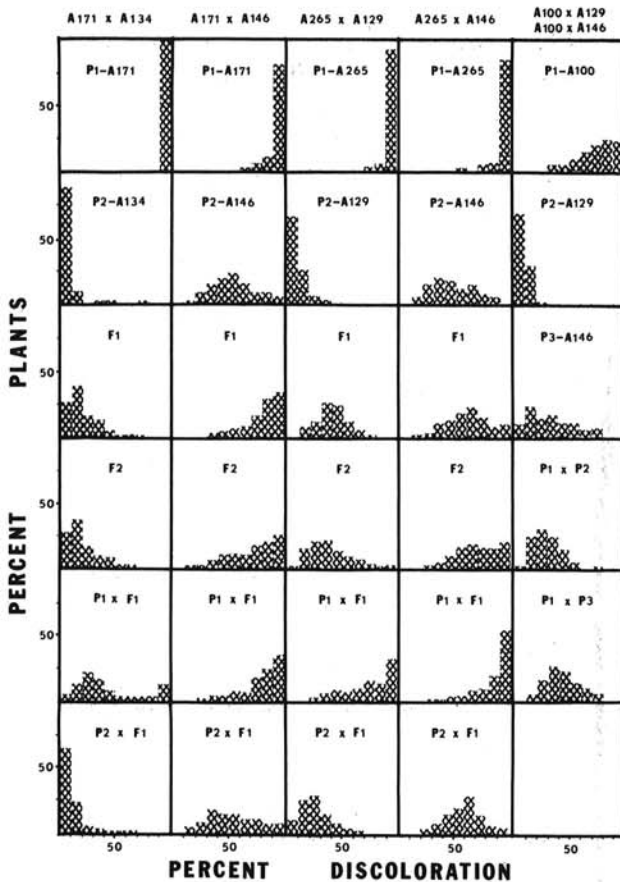 A171 x A134 A171 x A146 A265 x A129 A265 x A146 A100 x A129
A100 x A146
P1-A171 P1-A171 P1-A265 P1-A265 P1-A100
50
P2-A134 P2-A146 P2-A129 P2-A146 P2-A129
50
F1 F1 F1 F1 P3-A146
50
F2 F2 F2 F2 P1 x P2
50
P1 x F1 P1 x F1 P1 x F1 P1 x F1 P1 x P3
50
P2 x F1 P2 x F1 P2 x F1 P2 x F1
50
50 50 50 50 50
PERCENT PLANTS
PERCENT DISCOLORATION